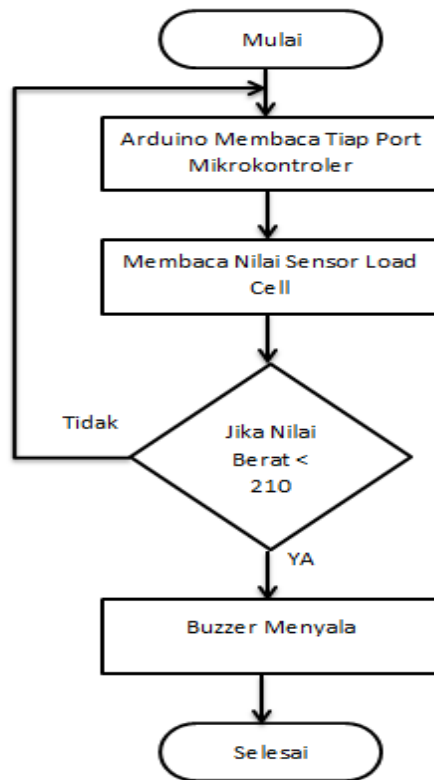 Mulai
Arduino Membaca Tiap Port
Mikrokontroler
Membaca Nilai Sensor Load
Cell
Tidak
Jika Nilai
Berat <
210
YA
Buzzer Menyala
Selesai